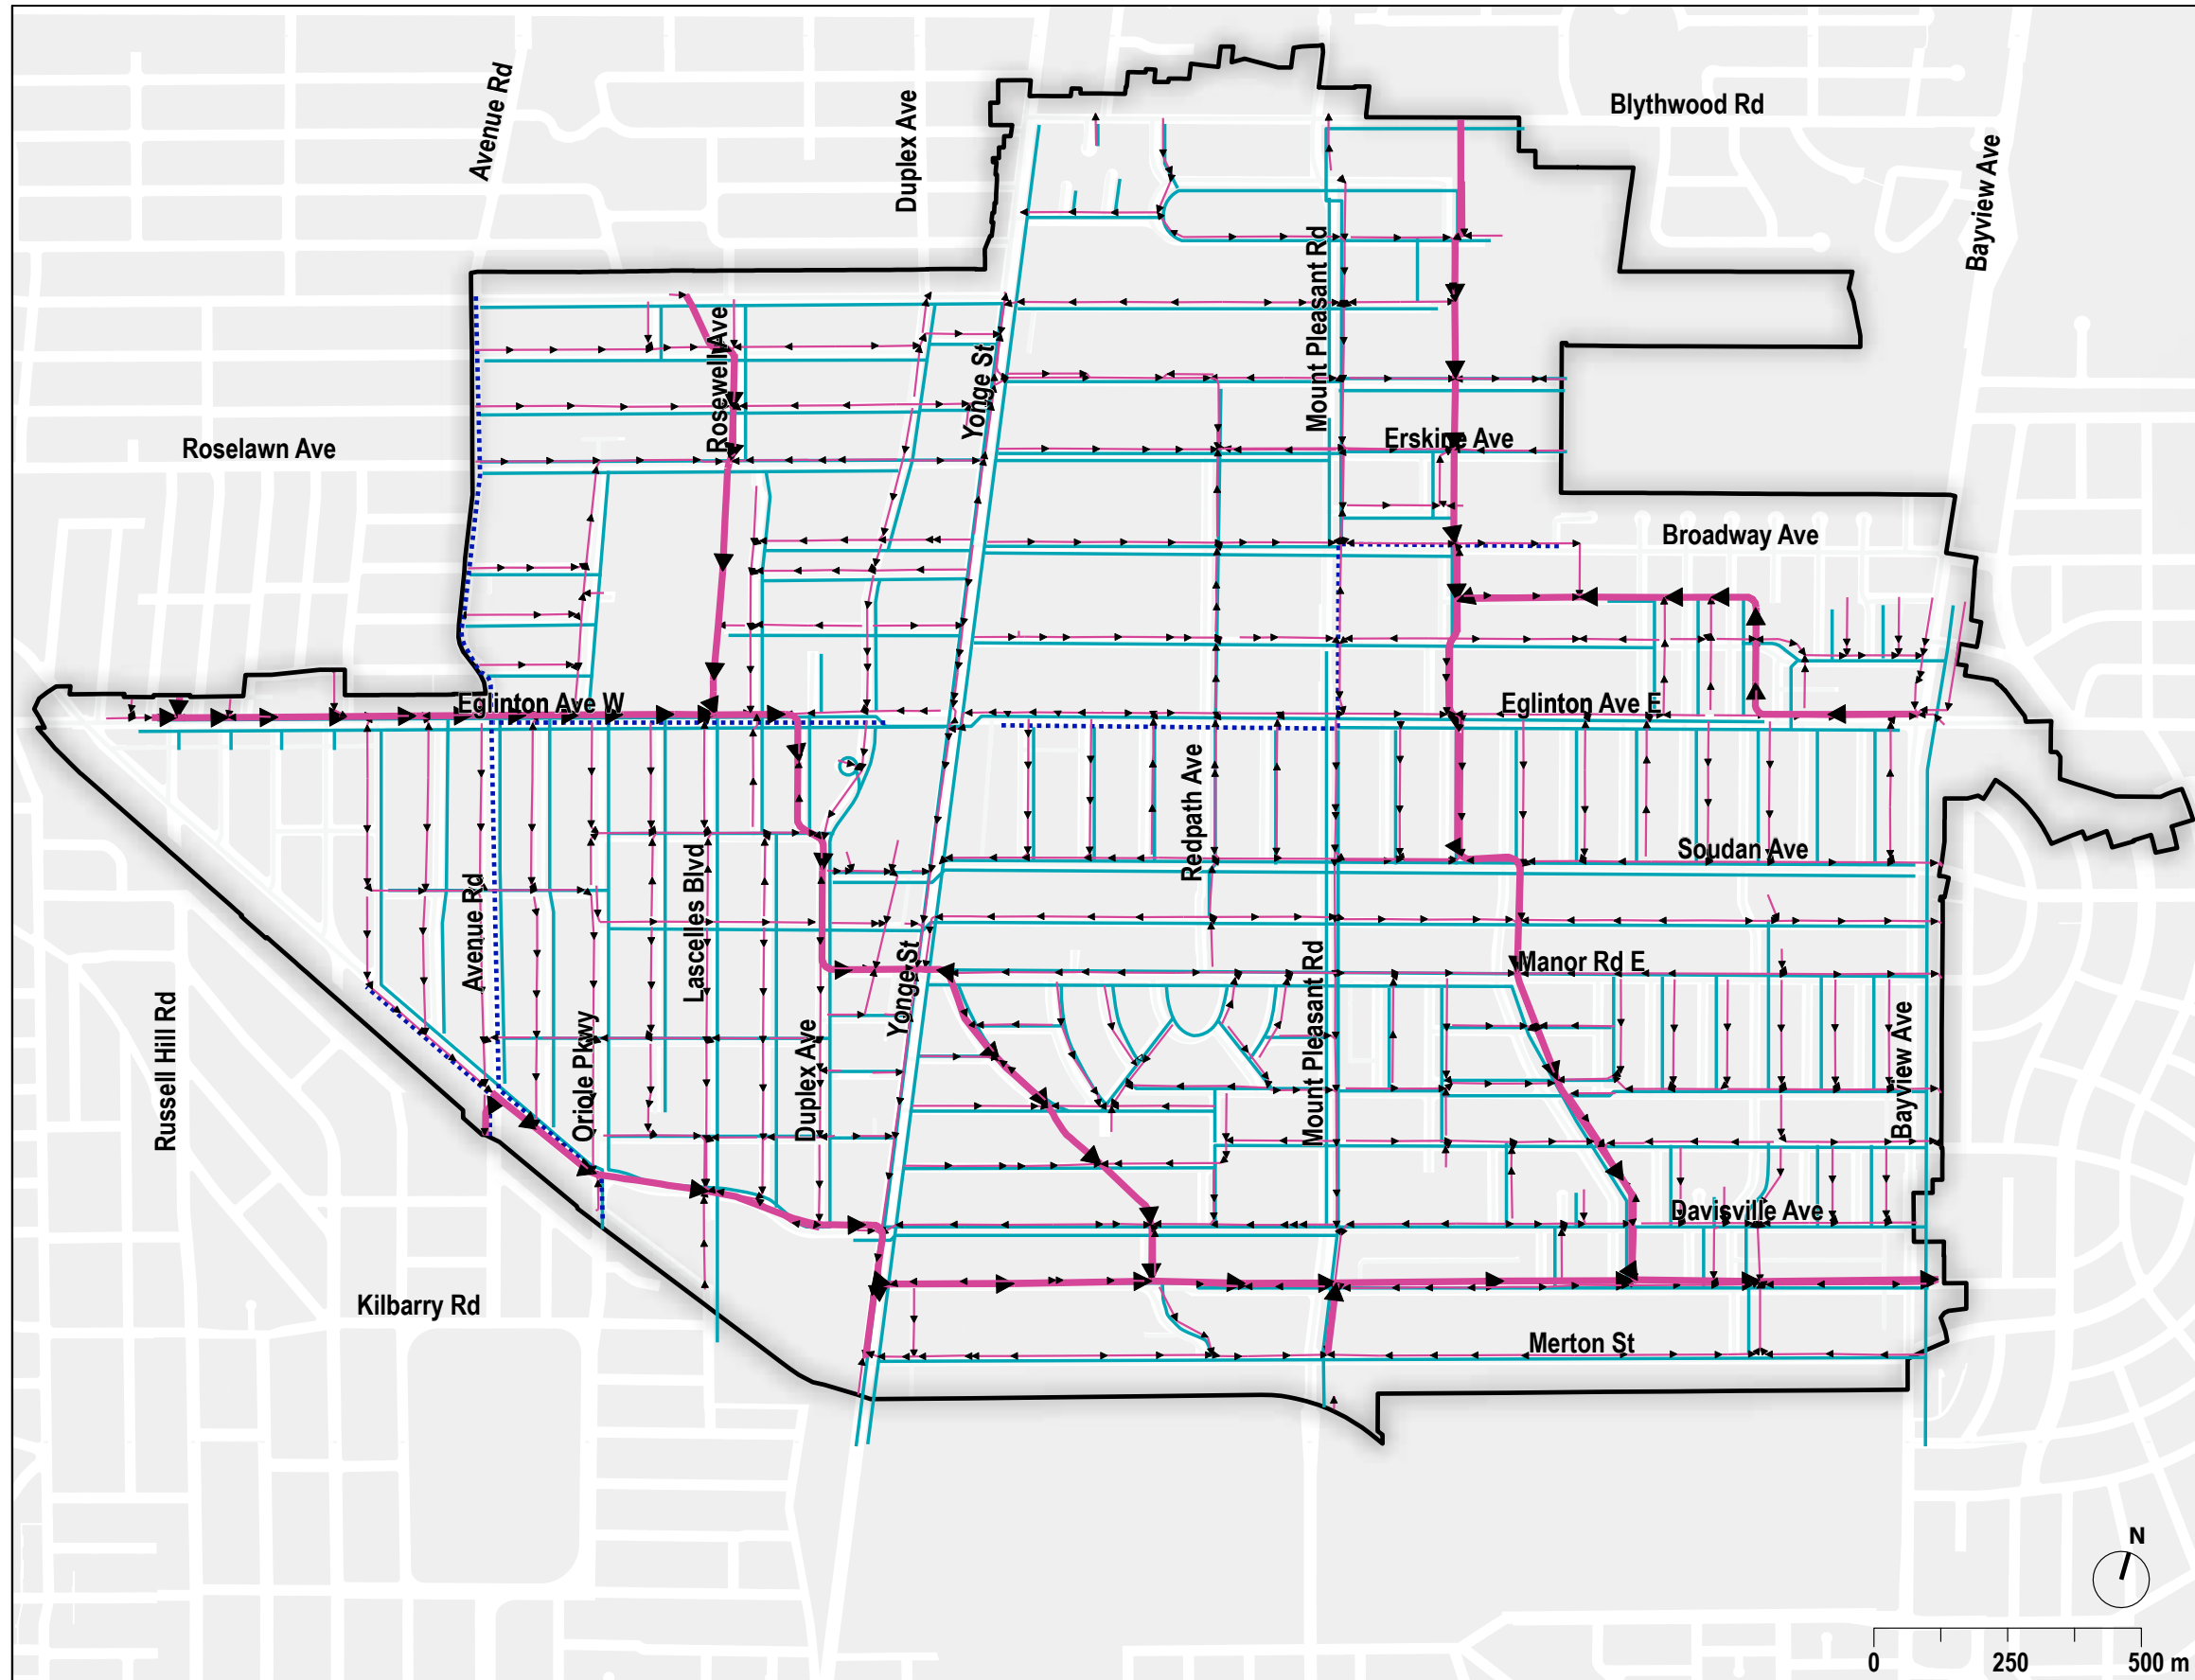 Avenue Rd
Duplex Ave
Blythwood Rd
Bayview Ave
Mount Pleasant Rd
Rosewell Ave
Yonge St
Roselawn Ave
Erskine Ave
Broadway Ave
Eglinton Ave W
Eglinton Ave E
Redpath Ave
Soudan Ave
Lascelles Blvd
Avenue Rd
Yonge St
Mount Pleasant Rd
Manor Rd E
Russell Hill Rd
Oriole Pkwy
Duplex Ave
Bayview Ave
Davisville Ave
Kilbarry Rd
Merton St
N
0 250 500 m